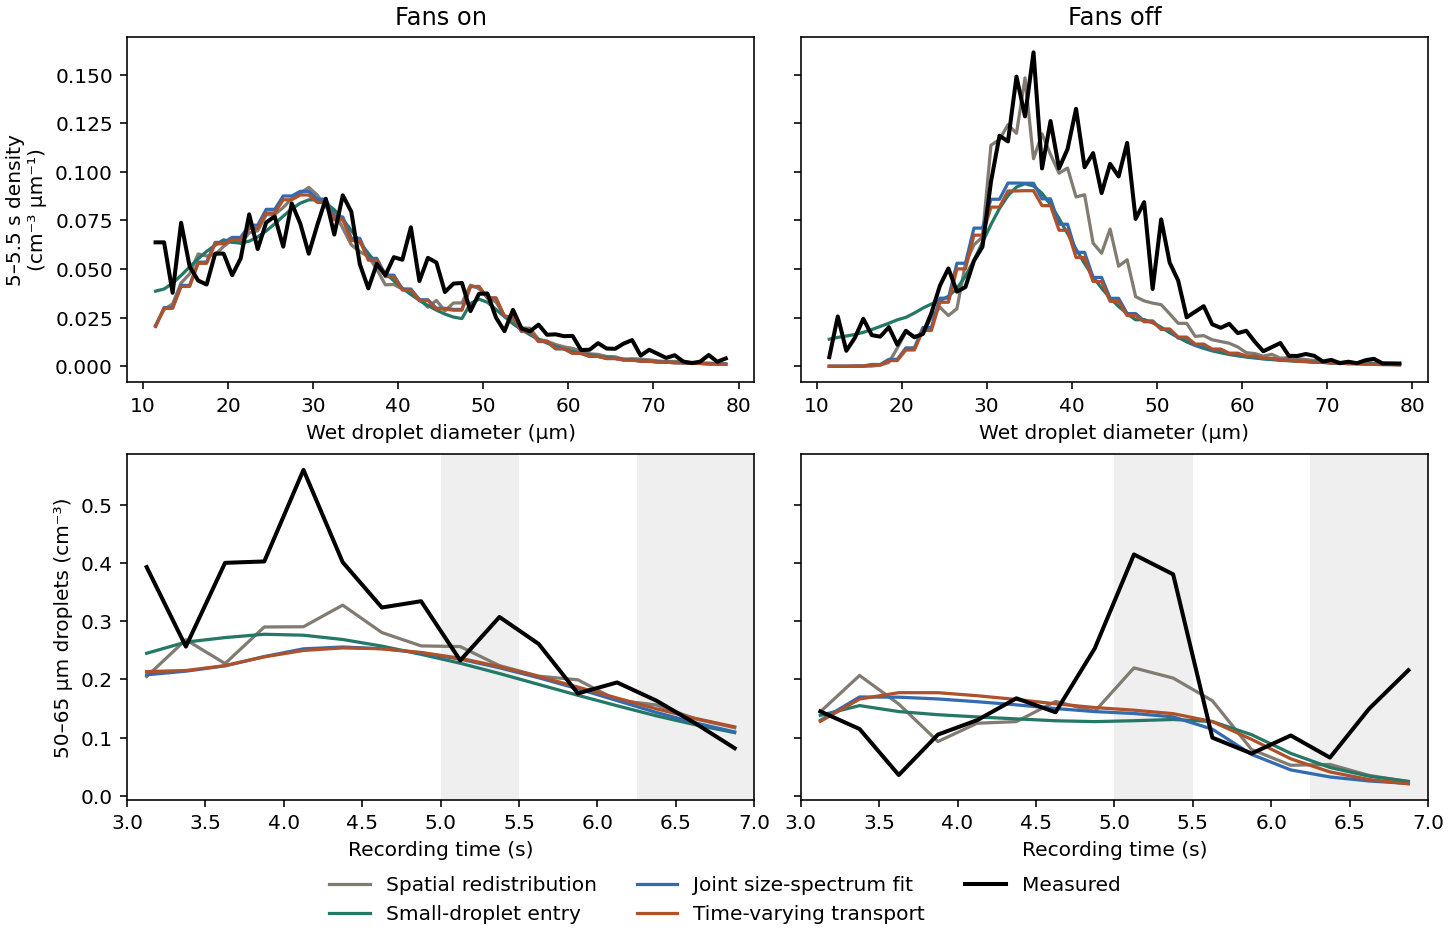 Fans on
Fans off
5–5.5 s density
(cm⁻³ μm⁻¹)
0.150
0.125
0.100
0.075
0.050
0.025
0.000
10 20 30 40 50 60 70 80
10 20 30 40 50 60 70 80
Wet droplet diameter (μm)
Wet droplet diameter (μm)
50–65 μm droplets (cm⁻³)
0.5
0.4
0.3
0.2
0.1
0.0
3.0 3.5 4.0 4.5 5.0 5.5 6.0 6.5 7.0
3.0 3.5 4.0 4.5 5.0 5.5 6.0 6.5 7.0
Recording time (s)
Recording time (s)
Spatial redistribution
Small-droplet entry
Joint size-spectrum fit
Time-varying transport
Measured